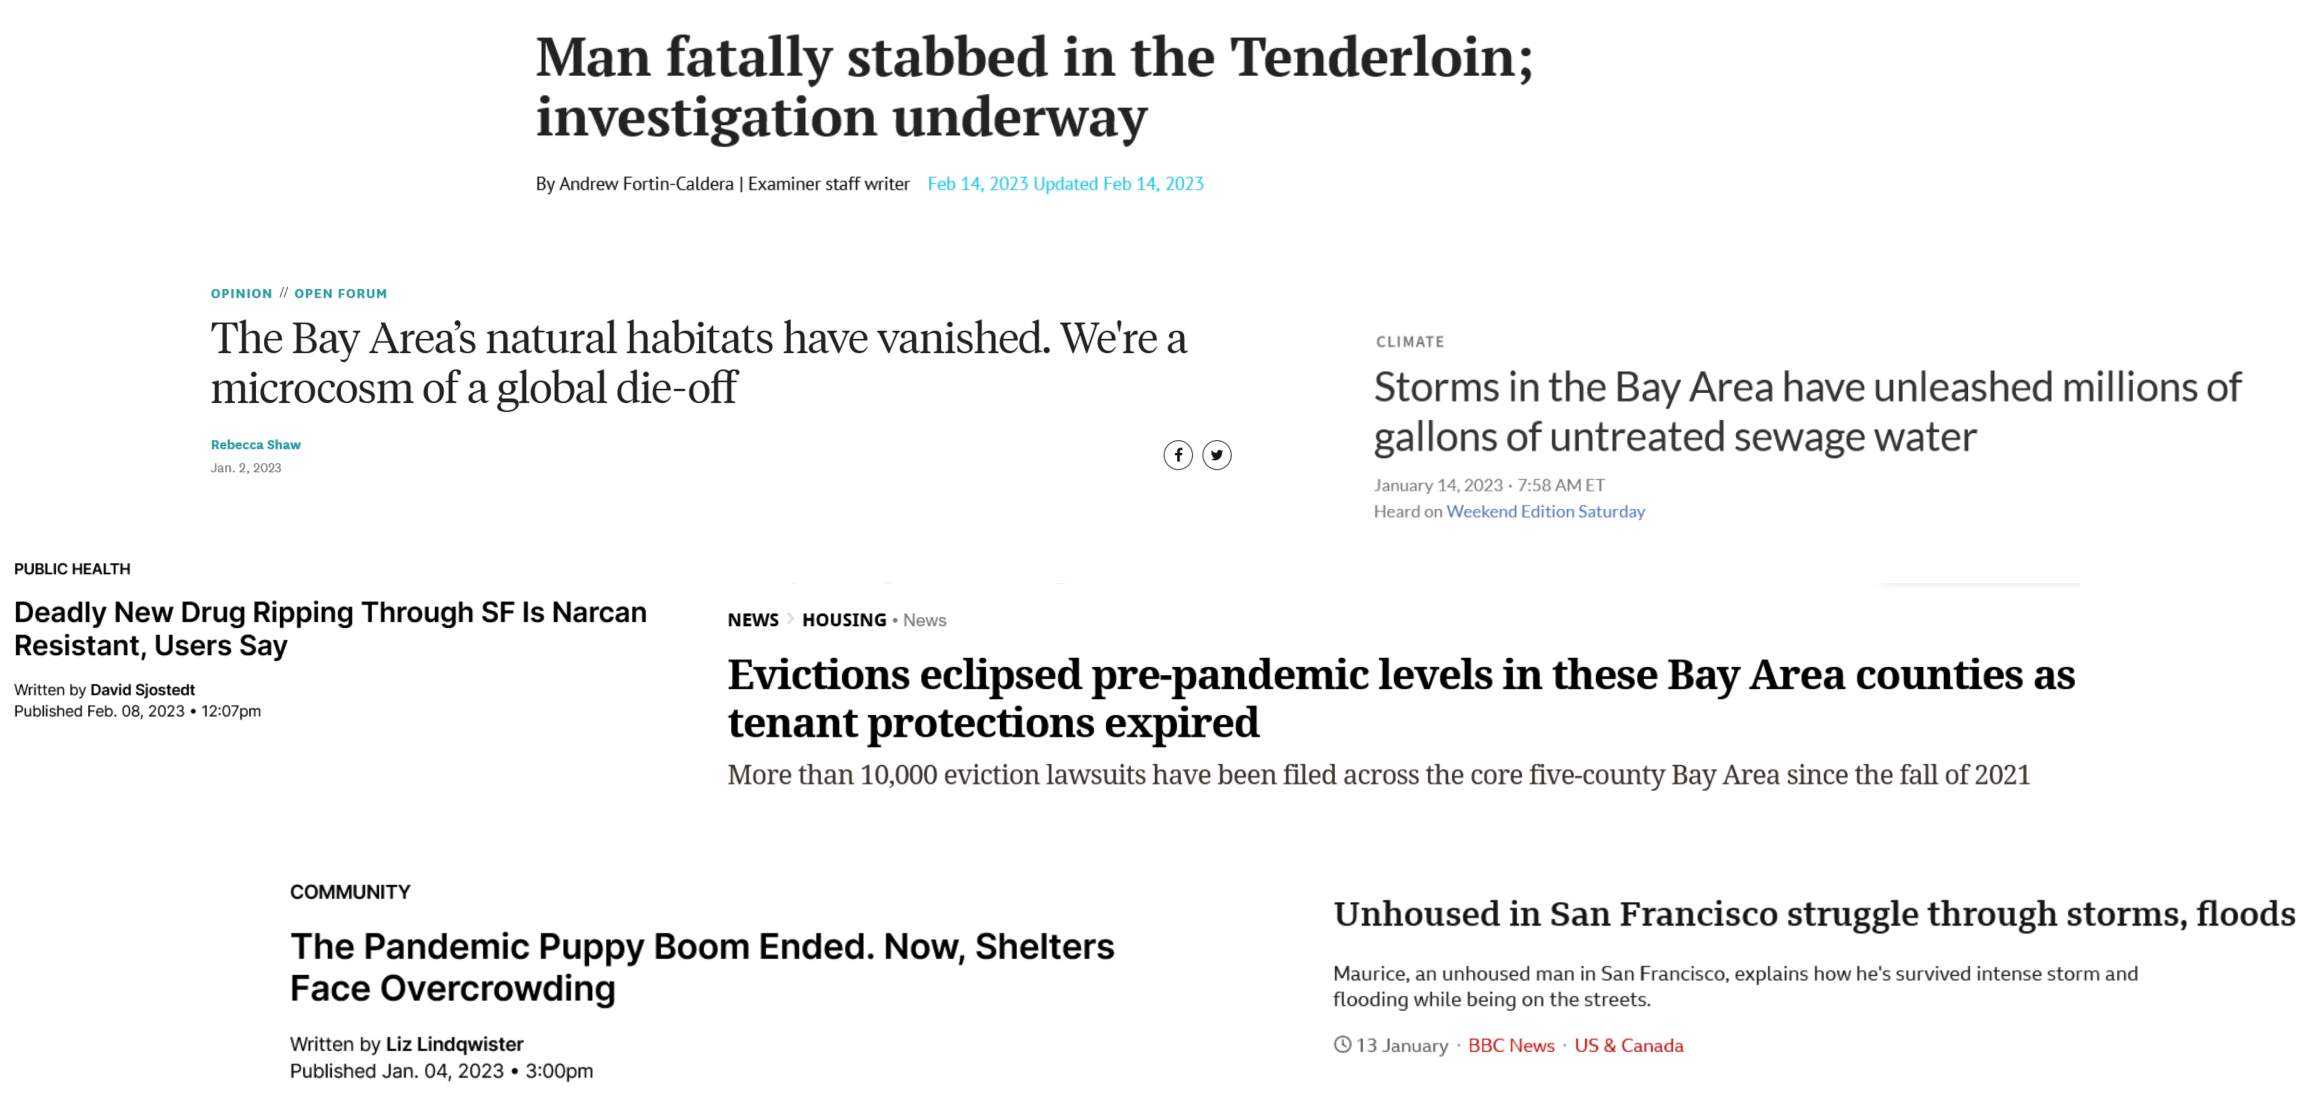 Man fatally stabbed in the Tenderloin;
investigation underway
By Andrew Fortin-Caldera | Examiner staff writer Feb 14, 2023 Updated Feb 14, 2023
OPINION // OPEN FORUM
The Bay Area’s natural habitats have vanished. We're a
microcosm of a global die-off
Rebecca Shaw
Jan. 2, 2023
CLIMATE
Storms in the Bay Area have unleashed millions of
gallons of untreated sewage water
January 14, 2023 · 7:58 AM ET
Heard on Weekend Edition Saturday
PUBLIC HEALTH
Deadly New Drug Ripping Through SF Is Narcan
Resistant, Users Say
Written by David Sjostedt
Published Feb. 08, 2023 • 12:07pm
NEWS > HOUSING • News
Evictions eclipsed pre-pandemic levels in these Bay Area counties as
tenant protections expired
More than 10,000 eviction lawsuits have been filed across the core five-county Bay Area since the fall of 2021
COMMUNITY
The Pandemic Puppy Boom Ended. Now, Shelters
Face Overcrowding
Written by Liz Lindqwister
Published Jan. 04, 2023 • 3:00pm
Unhoused in San Francisco struggle through storms, floods
Maurice, an unhoused man in San Francisco, explains how he's survived intense storm and
flooding while being on the streets.
13 January · BBC News · US & Canada